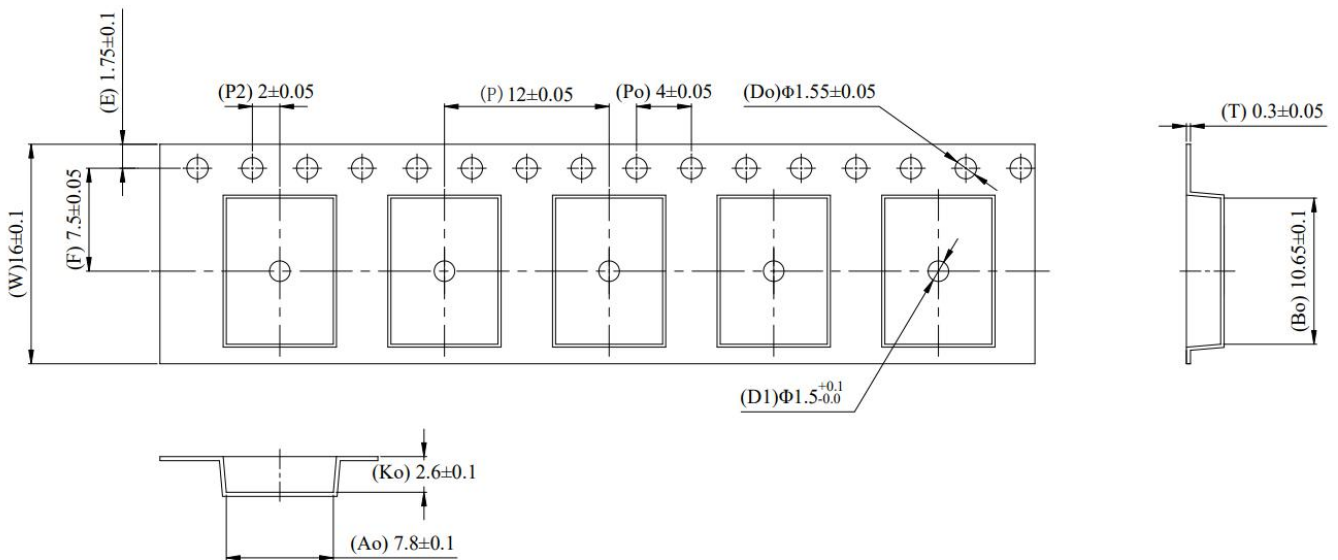 (E) 1.75±0.1
(P2) 2±0.05
(P) 12±0.05
(Po) 4±0.05
(Do)Φ1.55±0.05
(T) 0.3±0.05
(W)16±0.1
(F) 7.5±0.05
(Bo) 10.65±0.1
(D1)Φ1.5+0.1-0.0
(Ko) 2.6±0.1
(Ao) 7.8±0.1